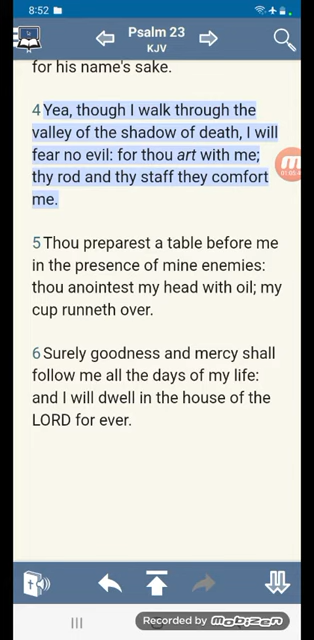 8:52
Psalm 23
KJV
for his name's sake.
4 Yea, though I walk through the
valley of the shadow of death, I will
fear no evil: for thou art with me;
thy rod and thy staff they comfort
me.
5 Thou preparest a table before me
in the presence of mine enemies:
thou anointest my head with oil; my
cup runneth over.
6 Surely goodness and mercy shall
follow me all the days of my life:
and I will dwell in the house of the
LORD for ever.
Recorded by mobizen